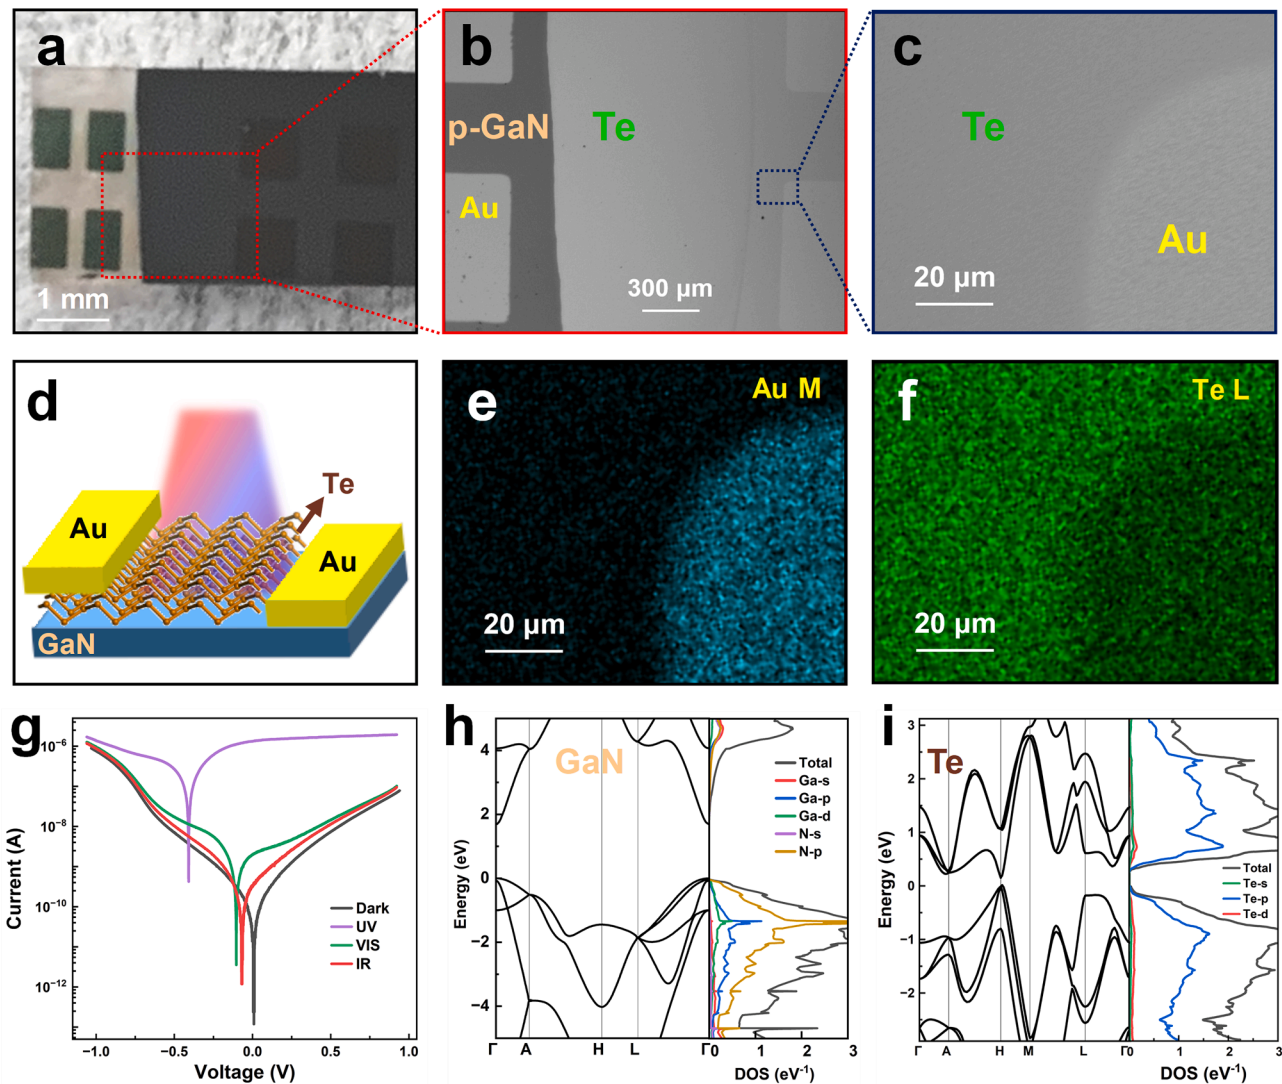 a
1 mm
b
p-GaN
Te
Au
300 μm
c
Te
Au
20 μm
d
Te
Au
Au
GaN
e
Au M
20 μm
f
Te L
20 μm
g
Current (A)
10⁻⁶
10⁻⁸
10⁻¹⁰
10⁻¹²
Dark
UV
VIS
IR
−1.0 −0.5 0.0 0.5 1.0
Voltage (V)
h
GaN
Energy (eV)
4
2
0
−2
−4
Total
Ga-s
Ga-p
Ga-d
N-s
N-p
Γ A H L Γ 0 1 2 3
DOS (eV⁻¹)
i
Te
Energy (eV)
3
2
1
0
−1
−2
Total
Te-s
Te-p
Te-d
Γ A H M L Γ 0 1 2 3
DOS (eV⁻¹)